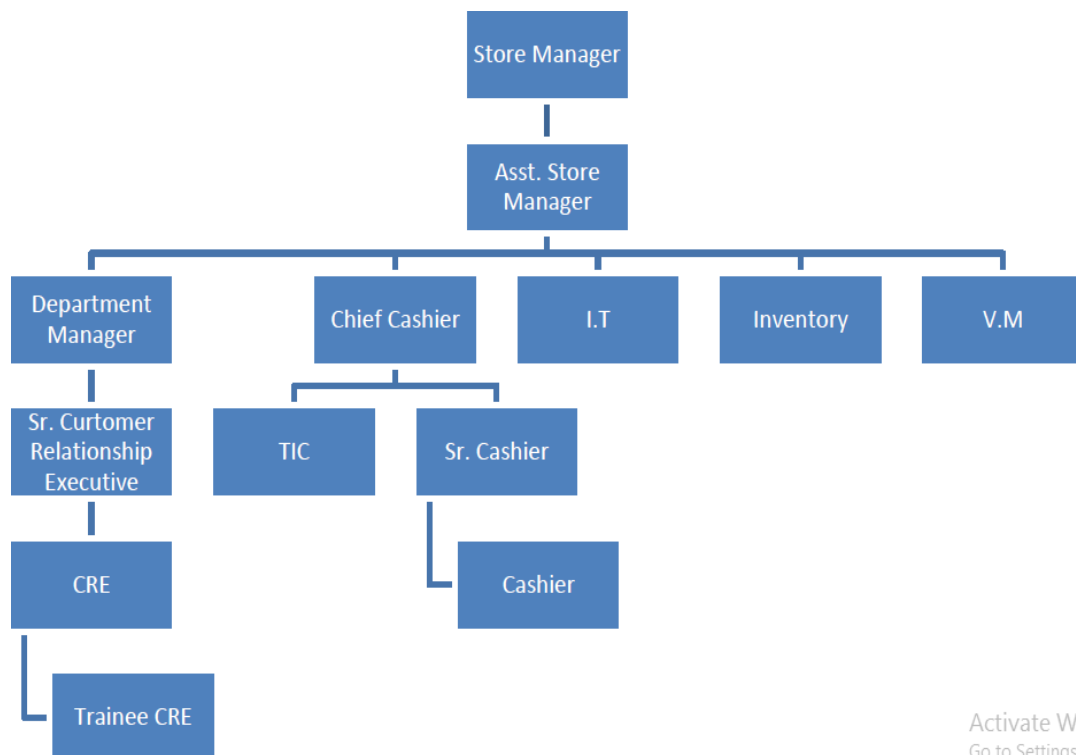 Store Manager
Asst. Store
Manager
Department
Manager
Chief Cashier
I.T
Inventory
V.M
Sr. Curtomer
Relationship
Executive
TIC
Sr. Cashier
CRE
Cashier
Trainee CRE
Activate W
Go to Settings